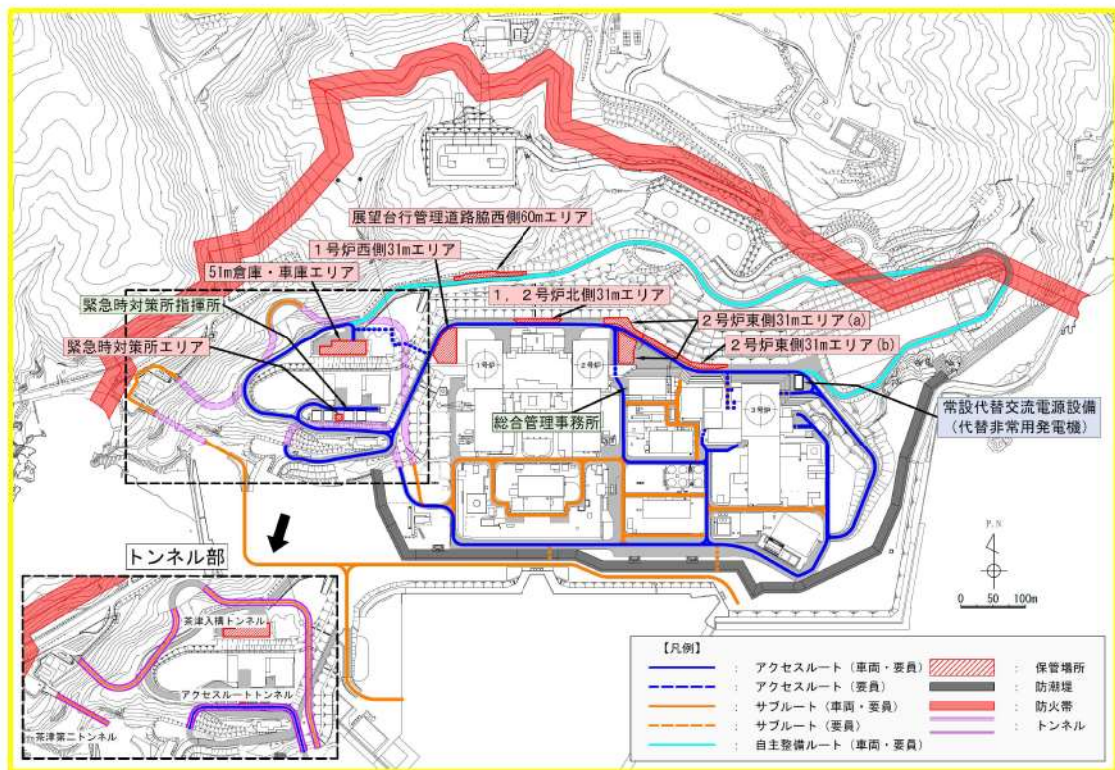 展望台行管理道路脇西側60mエリア
1号炉西側31mエリア
51m倉庫・車庫エリア
1,2号炉北側31mエリア
緊急時対策所指揮所
2号炉東側31mエリア(a)
緊急時対策所エリア
2号炉東側31mエリア(b)
1号炉
2号炉
3号炉
総合管理事務所
常設代替交流電源設備
(代替非常用発電機)
トンネル部
P.N
0 50 100m
茶津入構トンネル
アクセスルートトンネル
茶津第二トンネル
【凡例】
: アクセスルート(車両・要員)
: アクセスルート(要員)
: サブルート(車両・要員)
: サブルート(要員)
: 自主整備ルート(車両・要員)
: 保管場所
: 防潮堤
: 防火帯
: トンネル